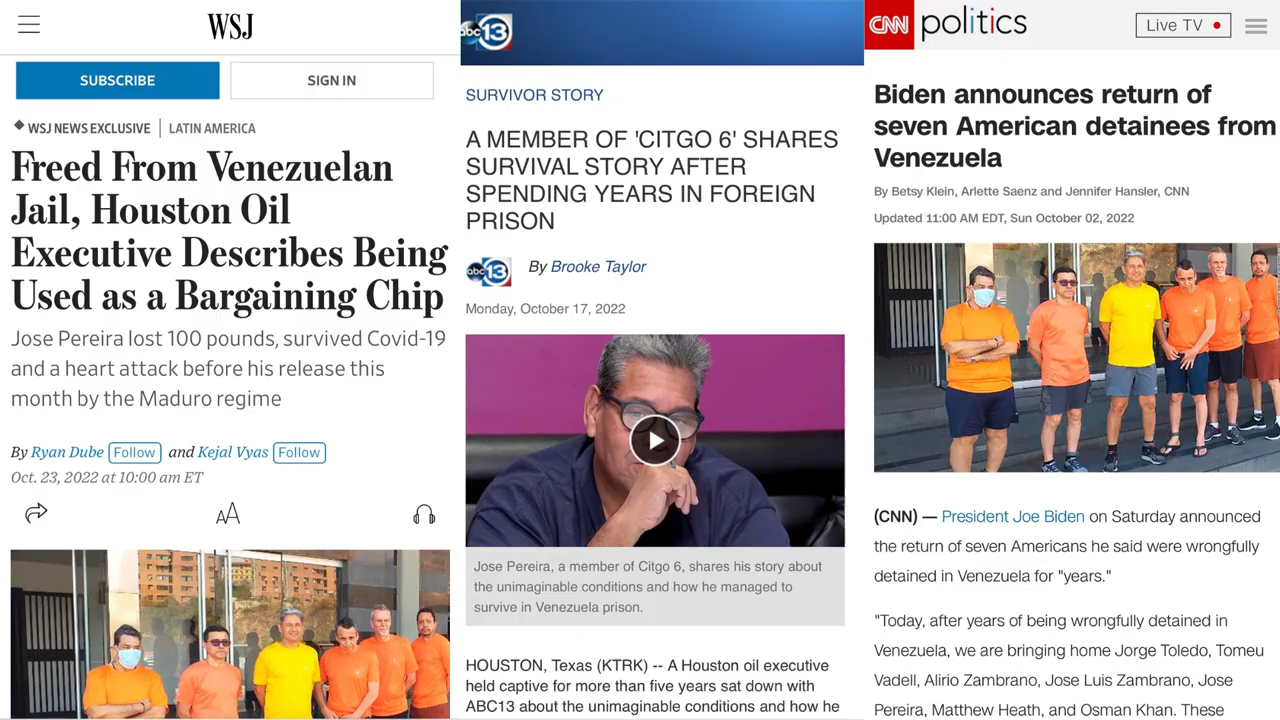 WSJ
SUBSCRIBE
SIGN IN
WSJ NEWS EXCLUSIVE | LATIN AMERICA
Freed From Venezuelan
Jail, Houston Oil
Executive Describes Being
Used as a Bargaining Chip
Jose Pereira lost 100 pounds, survived Covid-19
and a heart attack before his release this
month by the Maduro regime
By Ryan Dube Follow and Kejal Vyas Follow
Oct. 23, 2022 at 10:00 am ET
AA
abc13
SURVIVOR STORY
A MEMBER OF 'CITGO 6' SHARES
SURVIVAL STORY AFTER
SPENDING YEARS IN FOREIGN
PRISON
abc13
By Brooke Taylor
Monday, October 17, 2022
Jose Pereira, a member of Citgo 6, shares his story about
the unimaginable conditions and how he managed to
survive in Venezuela prison.
HOUSTON, Texas (KTRK) -- A Houston oil executive
held captive for more than five years sat down with
ABC13 about the unimaginable conditions and how he
CNN politics
Live TV
Biden announces return of
seven American detainees from
Venezuela
By Betsy Klein, Arlette Saenz and Jennifer Hansler, CNN
Updated 11:00 AM EDT, Sun October 02, 2022
(CNN) — President Joe Biden on Saturday announced
the return of seven Americans he said were wrongfully
detained in Venezuela for "years."
"Today, after years of being wrongfully detained in
Venezuela, we are bringing home Jorge Toledo, Tomeu
Vadell, Alirio Zambrano, Jose Luis Zambrano, Jose
Pereira, Matthew Heath, and Osman Khan. These